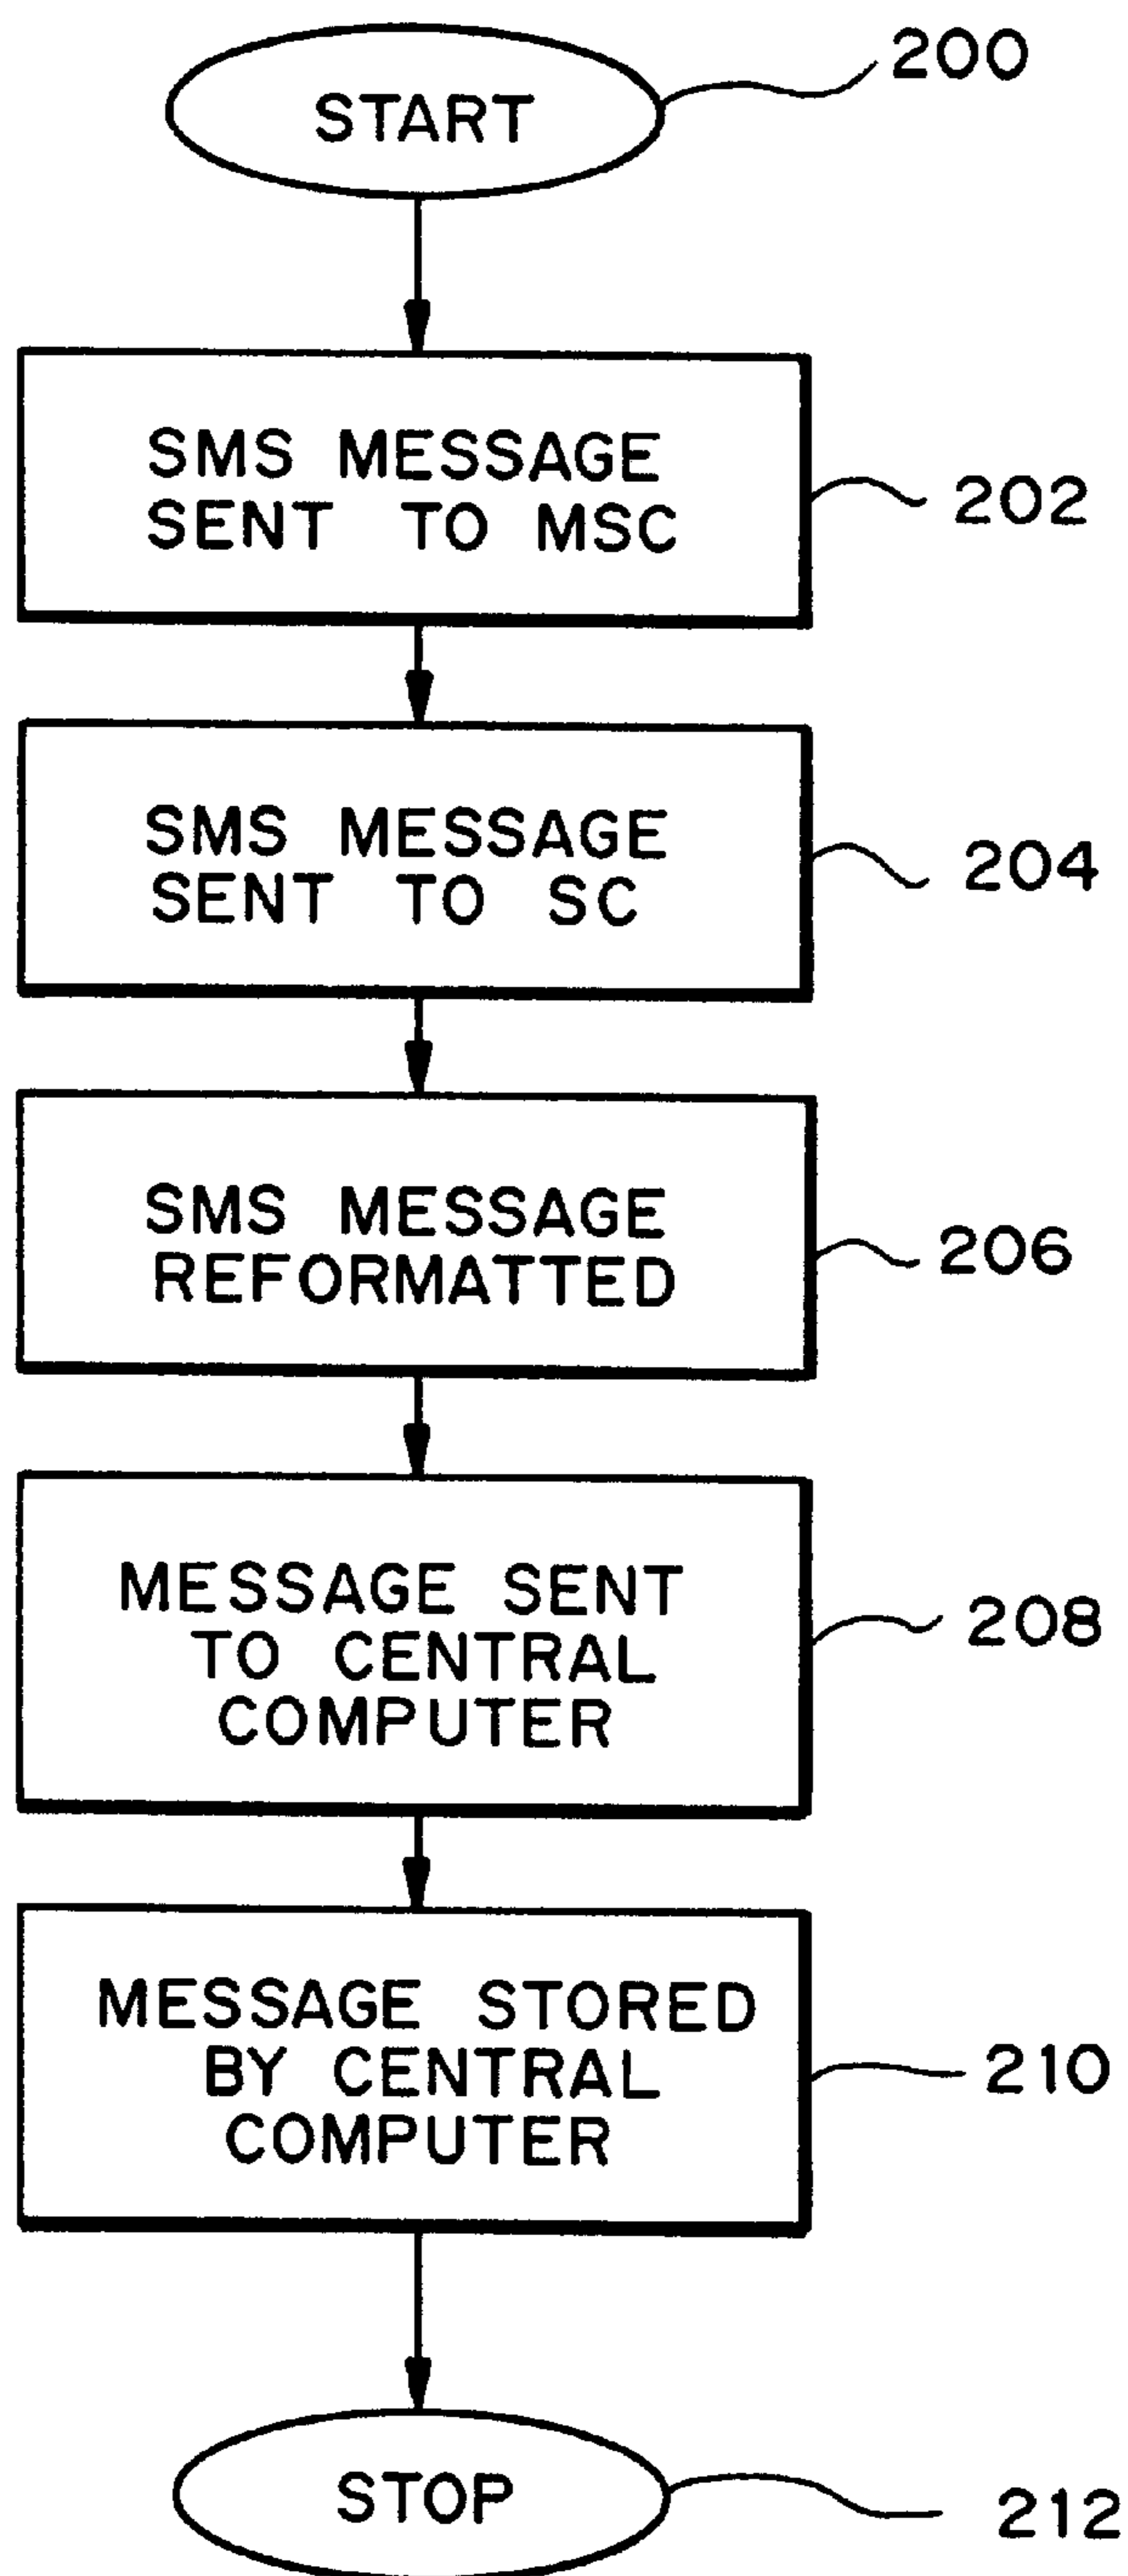 START
200
SMS MESSAGE
SENT TO MSC
202
SMS MESSAGE
SENT TO SC
204
SMS MESSAGE
REFORMATTED
206
MESSAGE SENT
TO CENTRAL
COMPUTER
208
MESSAGE STORED
BY CENTRAL
COMPUTER
210
STOP
212